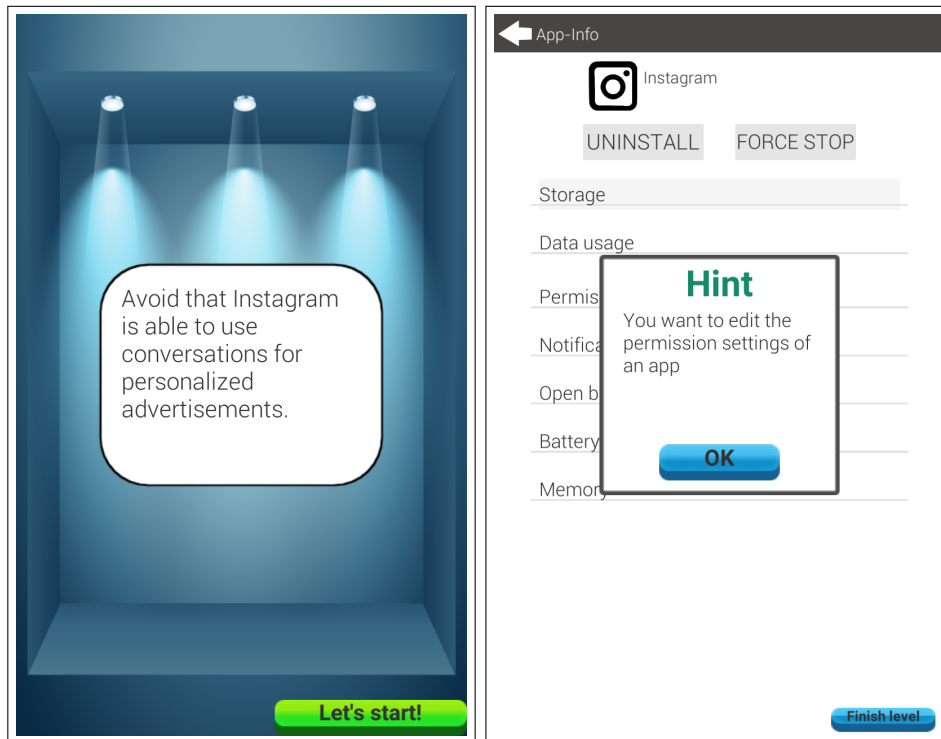 Avoid that Instagram
is able to use
conversations for
personalized
advertisements.
Let's start!
App-Info
Instagram
UNINSTALL FORCE STOP
Storage
Data usage
Permis
Notifica
Open b
Battery
Memory
Hint
You want to edit the
permission settings of
an app
OK
Finish level